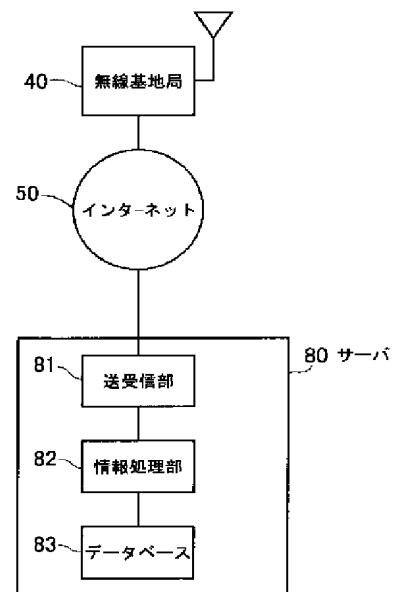 40 無線基地局
50 インターネット
80 サーバ
81 送受信部
82 情報処理部
83 データベース